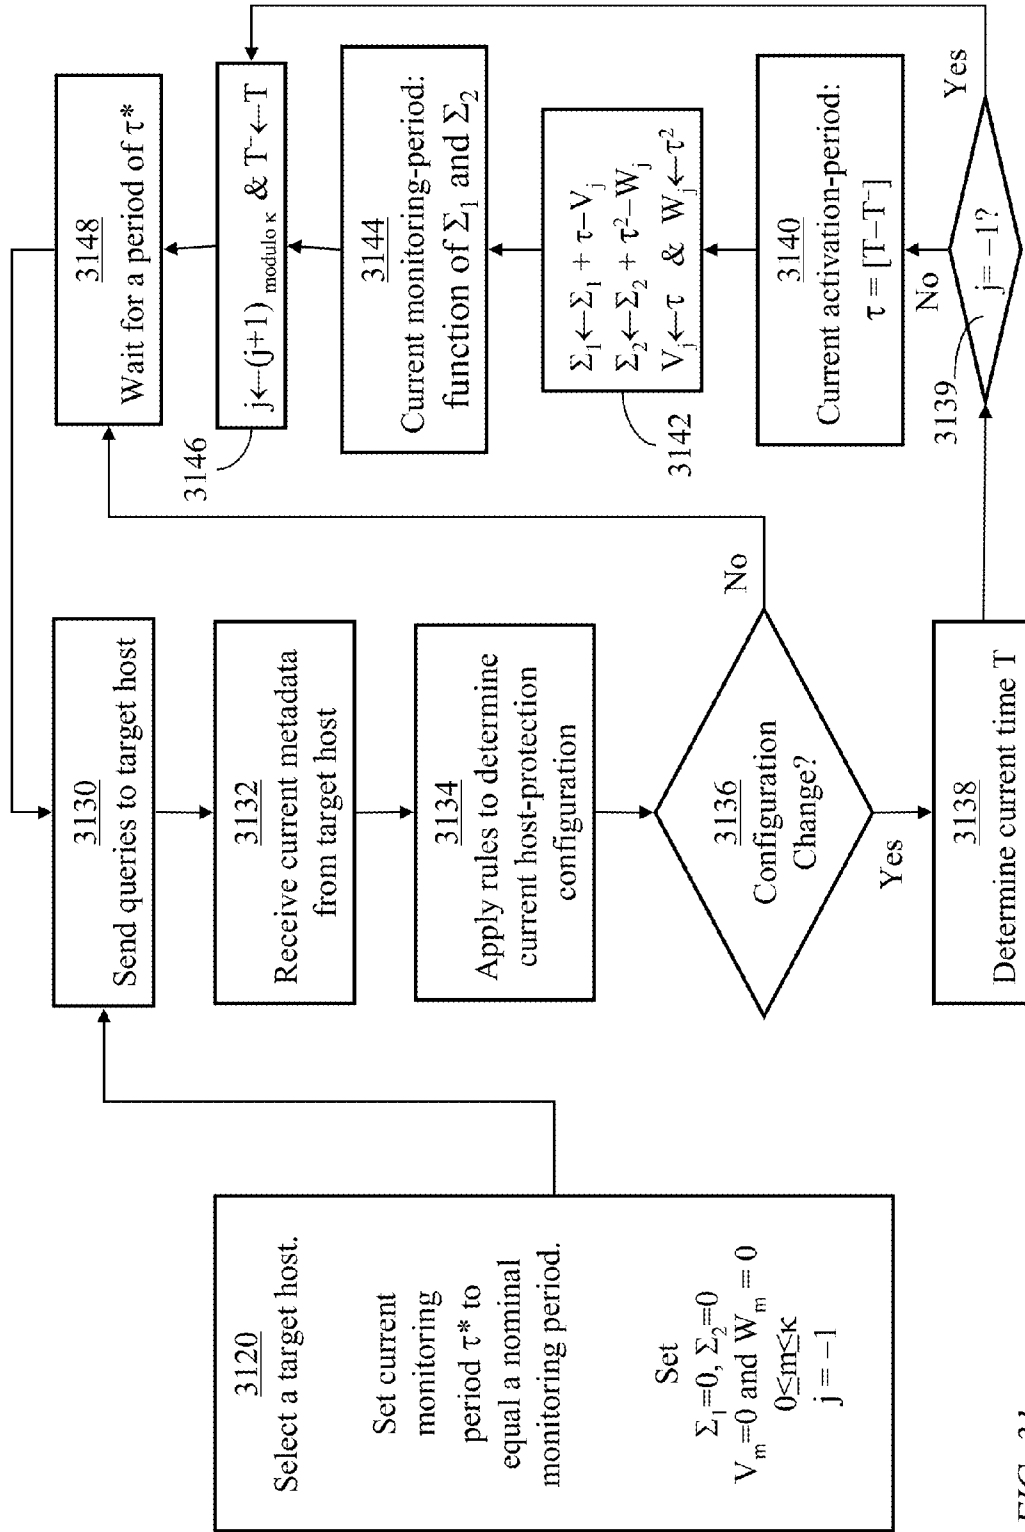 3120
Select a target host.
Set current
monitoring
period τ* to
equal a nominal
monitoring period.
Set
Σ₁=0, Σ₂=0
Vₘ=0 and Wₘ = 0
0≤m≤κ
j = −1
3130
Send queries to target host
3132
Receive current metadata
from target host
3134
Apply rules to determine
current host-protection
configuration
3136
Configuration
Change?
No
Yes
3138
Determine current time T
3139
j= −1?
Yes
No
3140
Current activation-period:
τ = [T−T⁻]
3142
Σ₁←Σ₁ + τ−Vⱼ
Σ₂←Σ₂ + τ²−Wⱼ
Vⱼ←τ & Wⱼ←τ²
3144
Current monitoring-period:
function of Σ₁ and Σ₂
3146
j←(j+1) modulo κ & T⁻←T
3148
Wait for a period of τ*
FIG. 31